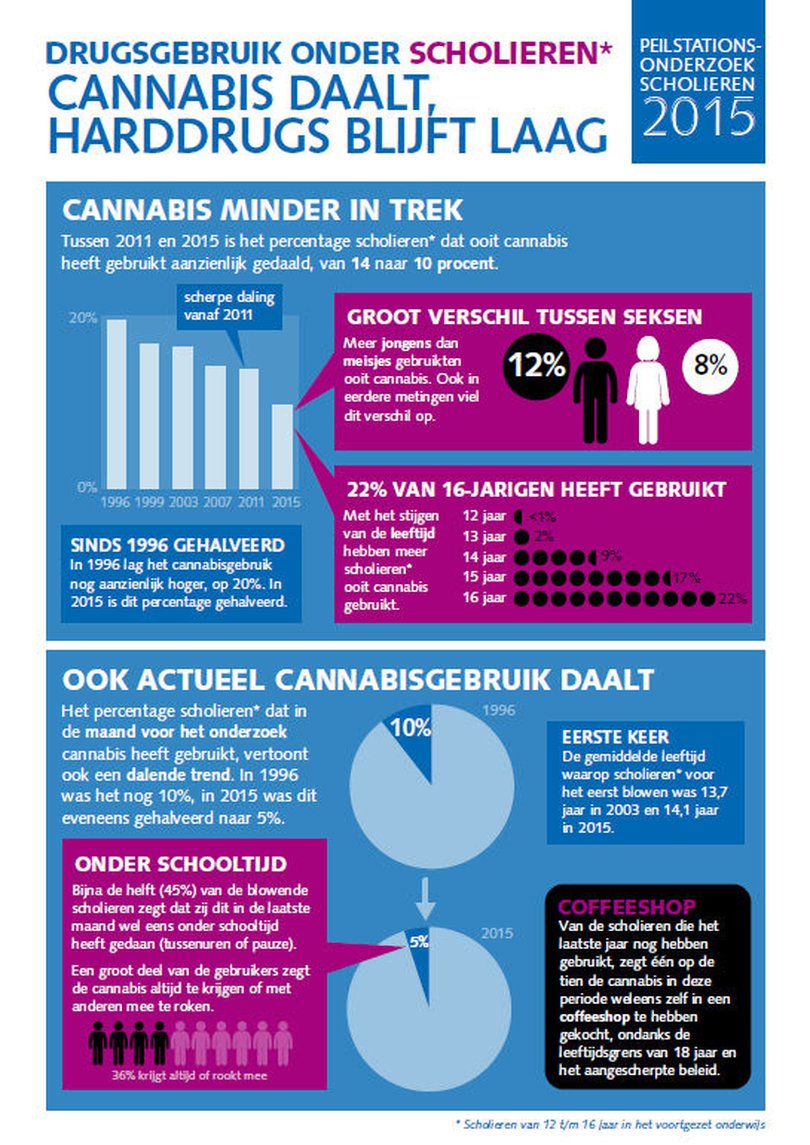 DRUGSGEBRUIK ONDER SCHOLIEREN*
CANNABIS DAALT,
HARDDRUGS BLIJFT LAAG
PEILSTATIONS-
ONDERZOEK
SCHOLIEREN
2015
CANNABIS MINDER IN TREK
Tussen 2011 en 2015 is het percentage scholieren* dat ooit cannabis
heeft gebruikt aanzienlijk gedaald, van 14 naar 10 procent.
scherpe daling
vanaf 2011
20%
0%
1996 1999 2003 2007 2011 2015
GROOT VERSCHIL TUSSEN SEKSEN
Meer jongens dan
meisjes gebruikten
ooit cannabis. Ook in
eerdere metingen viel
dit verschil op.
12%
8%
22% VAN 16-JARIGEN HEEFT GEBRUIKT
Met het stijgen
van de leeftijd
hebben meer
scholieren*
ooit cannabis
gebruikt.
12 jaar <1%
13 jaar 2%
14 jaar 9%
15 jaar 17%
16 jaar 22%
SINDS 1996 GEHALVEERD
In 1996 lag het cannabisgebruik
nog aanzienlijk hoger, op 20%. In
2015 is dit percentage gehalveerd.
OOK ACTUEEL CANNABISGEBRUIK DAALT
Het percentage scholieren* dat in
de maand voor het onderzoek
cannabis heeft gebruikt, vertoont
ook een dalende trend. In 1996
was het nog 10%, in 2015 was dit
eveneens gehalveerd naar 5%.
10%
1996
EERSTE KEER
De gemiddelde leeftijd
waarop scholieren* voor
het eerst blowen was 13,7
jaar in 2003 en 14,1 jaar
in 2015.
ONDER SCHOOLTIJD
Bijna de helft (45%) van de blowende
scholieren zegt dat zij dit in de laatste
maand wel eens onder schooltijd
heeft gedaan (tussenuren of pauze).
Een groot deel van de gebruikers zegt
de cannabis altijd te krijgen of met
anderen mee te roken.
36% krijgt altijd of rookt mee
5%
2015
COFFEESHOP
Van de scholieren die het
laatste jaar nog hebben
gebruikt, zegt één op de
tien de cannabis in deze
periode weleens zelf in een
coffeeshop te hebben
gekocht, ondanks de
leeftijdsgrens van 18 jaar en
het aangescherpte beleid.
* Scholieren van 12 t/m 16 jaar in het voortgezet onderwijs